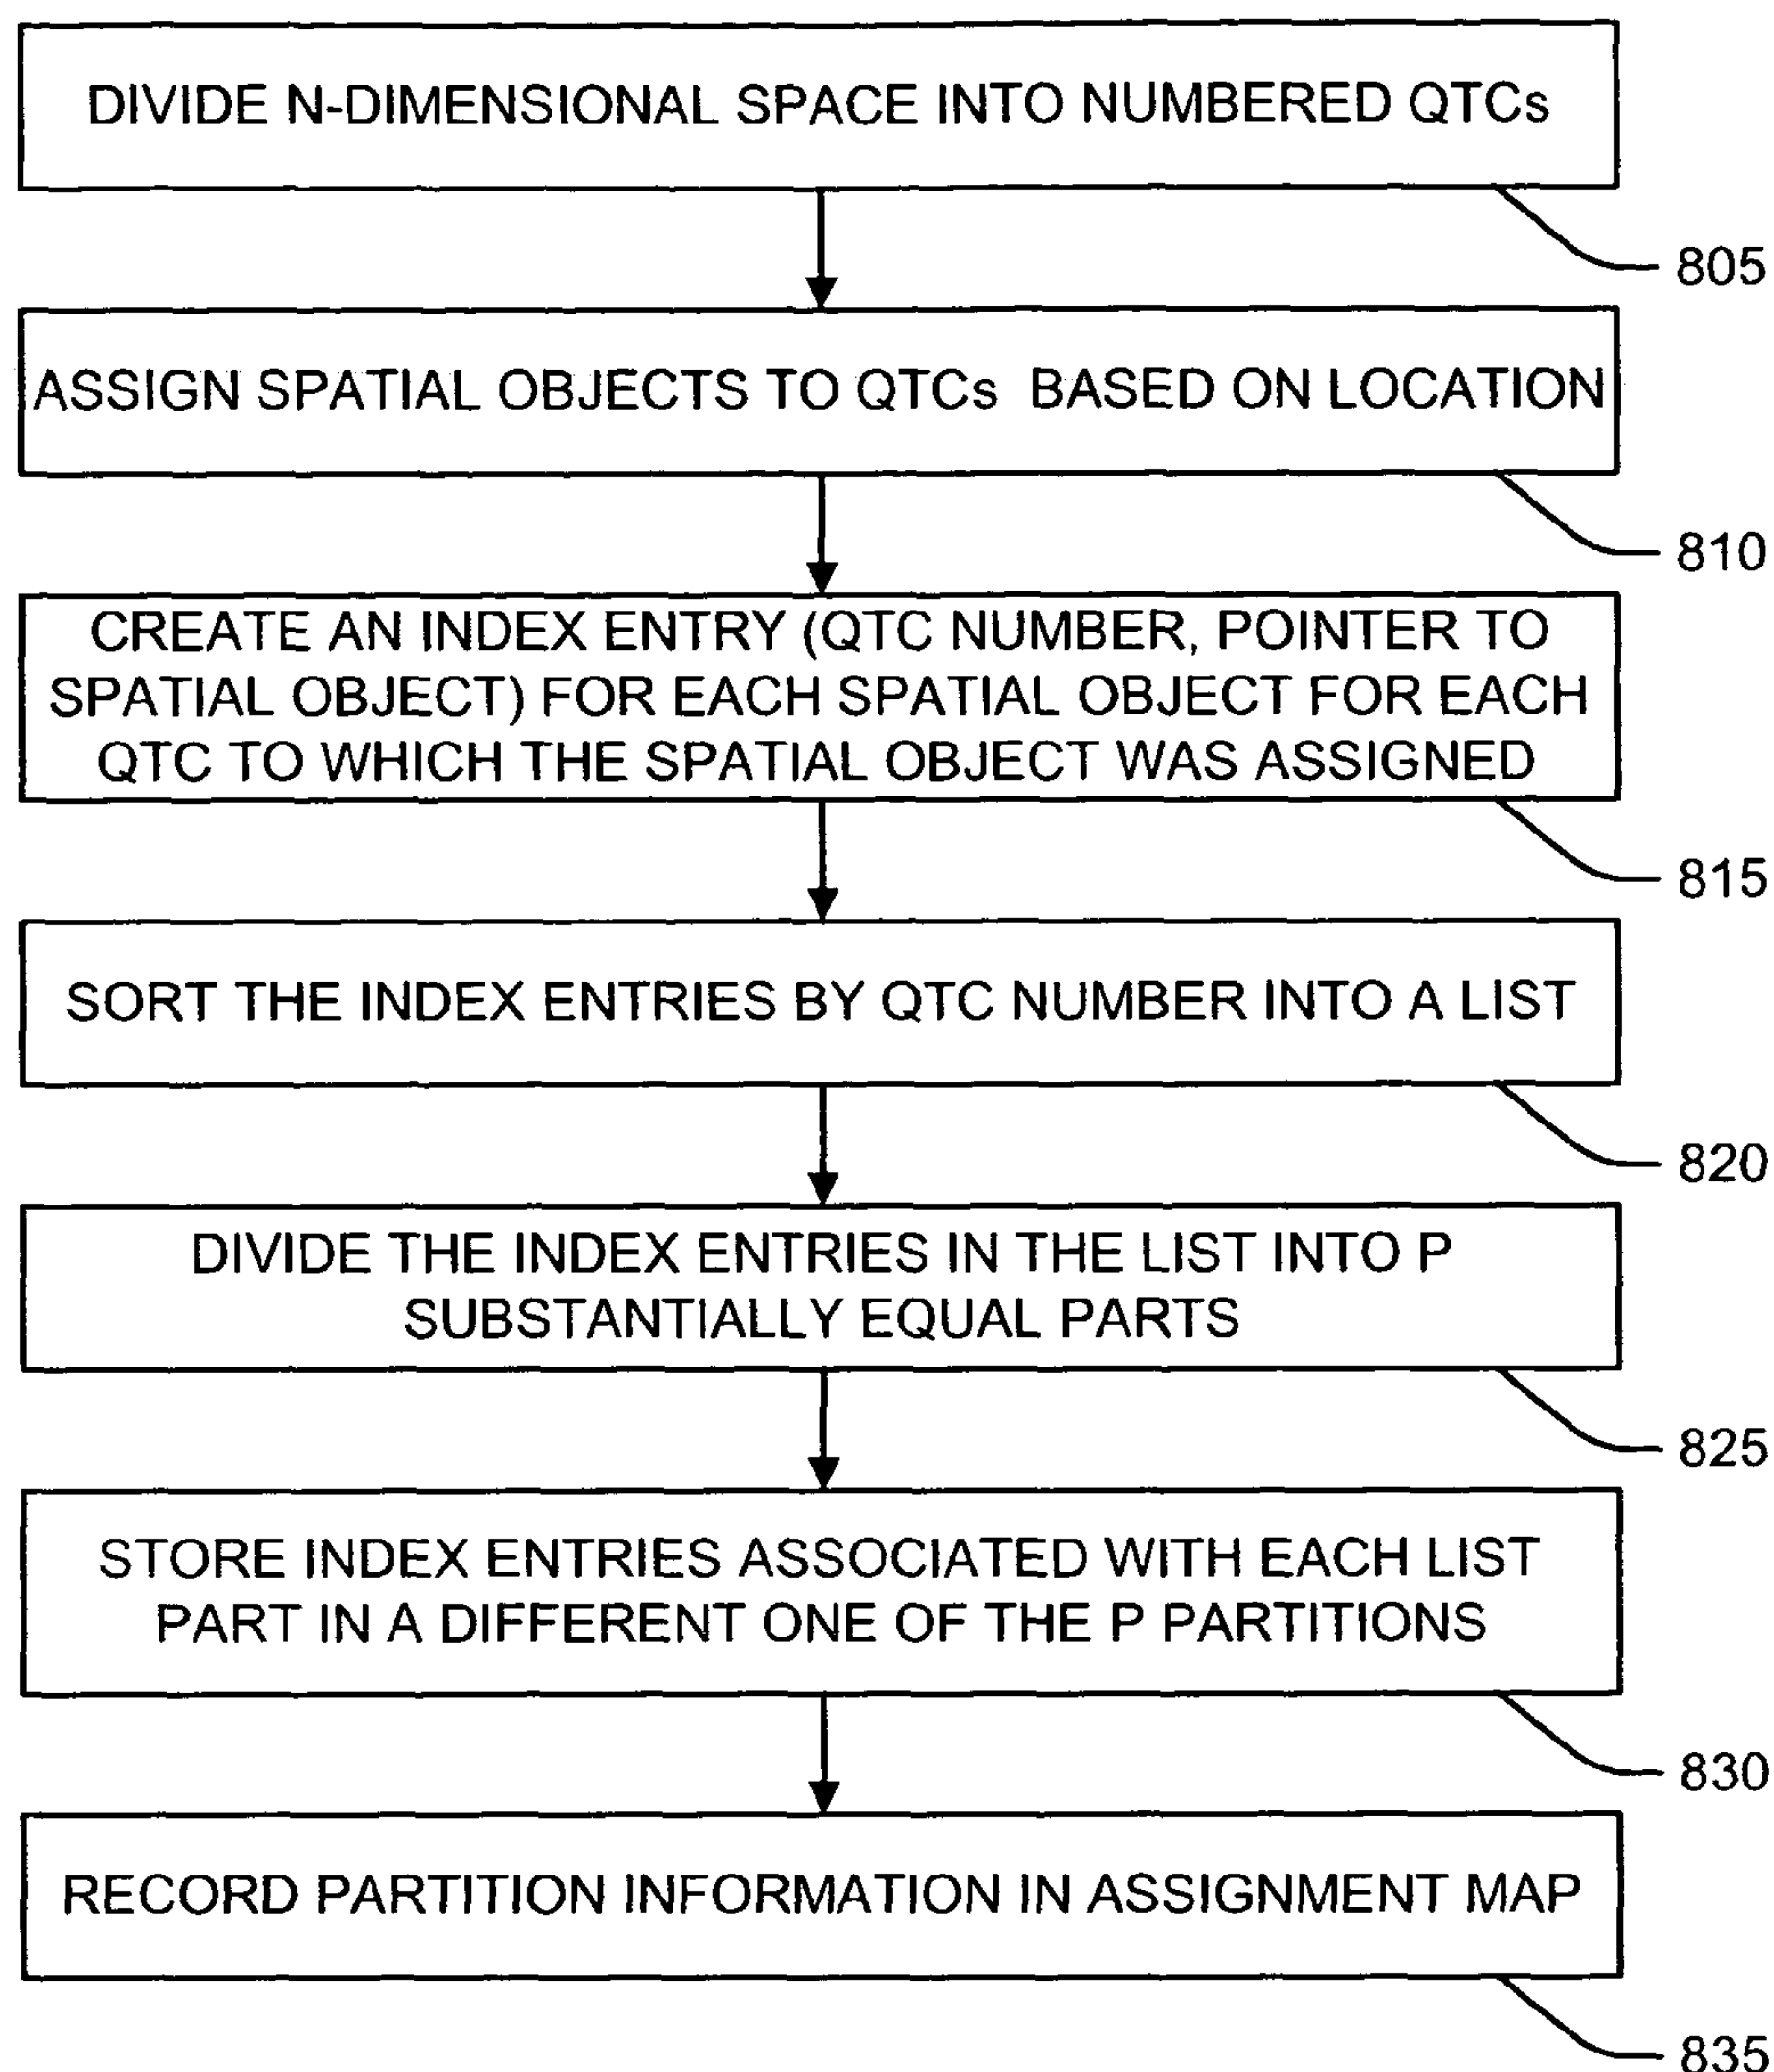 DIVIDE N-DIMENSIONAL SPACE INTO NUMBERED QTCs
805
ASSIGN SPATIAL OBJECTS TO QTCs BASED ON LOCATION
810
CREATE AN INDEX ENTRY (QTC NUMBER, POINTER TO
SPATIAL OBJECT) FOR EACH SPATIAL OBJECT FOR EACH
QTC TO WHICH THE SPATIAL OBJECT WAS ASSIGNED
815
SORT THE INDEX ENTRIES BY QTC NUMBER INTO A LIST
820
DIVIDE THE INDEX ENTRIES IN THE LIST INTO P
SUBSTANTIALLY EQUAL PARTS
825
STORE INDEX ENTRIES ASSOCIATED WITH EACH LIST
PART IN A DIFFERENT ONE OF THE P PARTITIONS
830
RECORD PARTITION INFORMATION IN ASSIGNMENT MAP
835